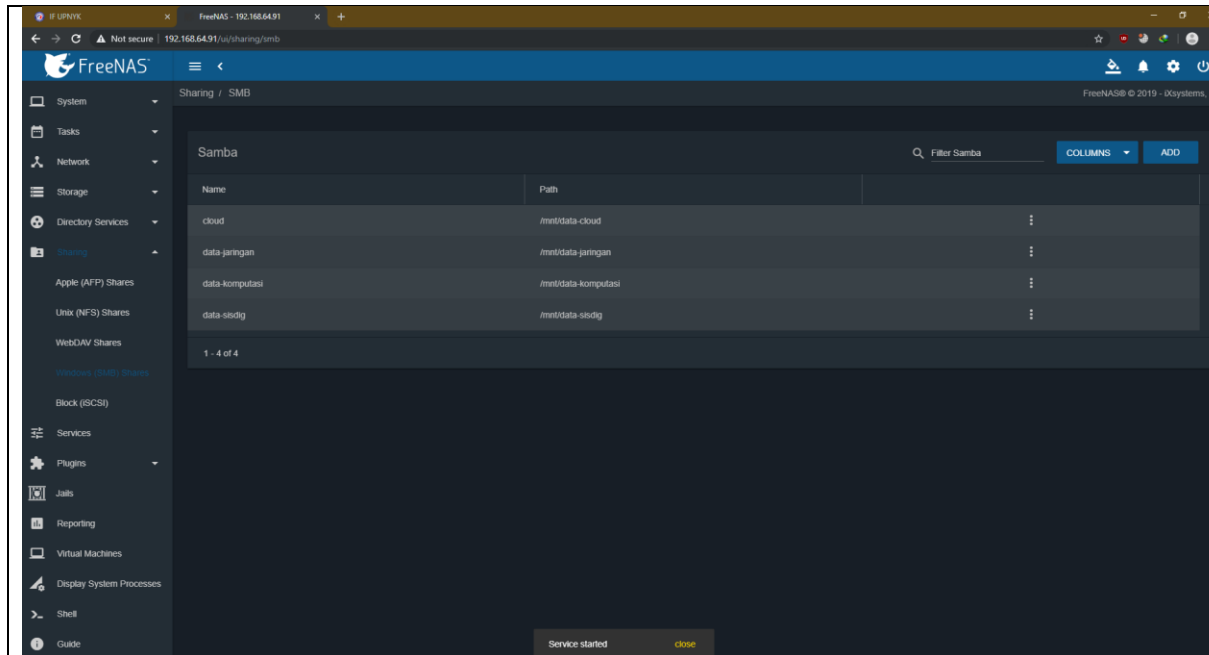 IF UPNYK
FreeNAS - 192.168.64.91
Not secure | 192.168.64.91/ui/sharing/smb
FreeNAS®
Sharing / SMB
FreeNAS® © 2019 - iXsystems,
System
Tasks
Network
Storage
Directory Services
Sharing
Apple (AFP) Shares
Unix (NFS) Shares
WebDAV Shares
Windows (SMB) Shares
Block (iSCSI)
Services
Plugins
Jails
Reporting
Virtual Machines
Display System Processes
Shell
Guide
Samba
Filter Samba
COLUMNS
ADD
Name Path
cloud /mnt/data-cloud
data-jaringan /mnt/data-jaringan
data-komputasi /mnt/data-komputasi
data-sisdig /mnt/data-sisdig
1 - 4 of 4
Service started close